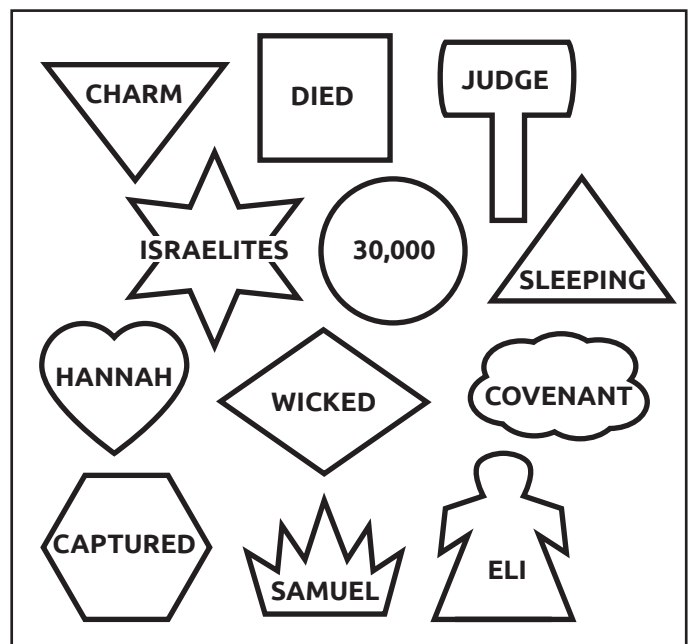 CHARM
DIED
JUDGE
ISRAELITES
30,000
SLEEPING
HANNAH
WICKED
COVENANT
CAPTURED
SAMUEL
ELI